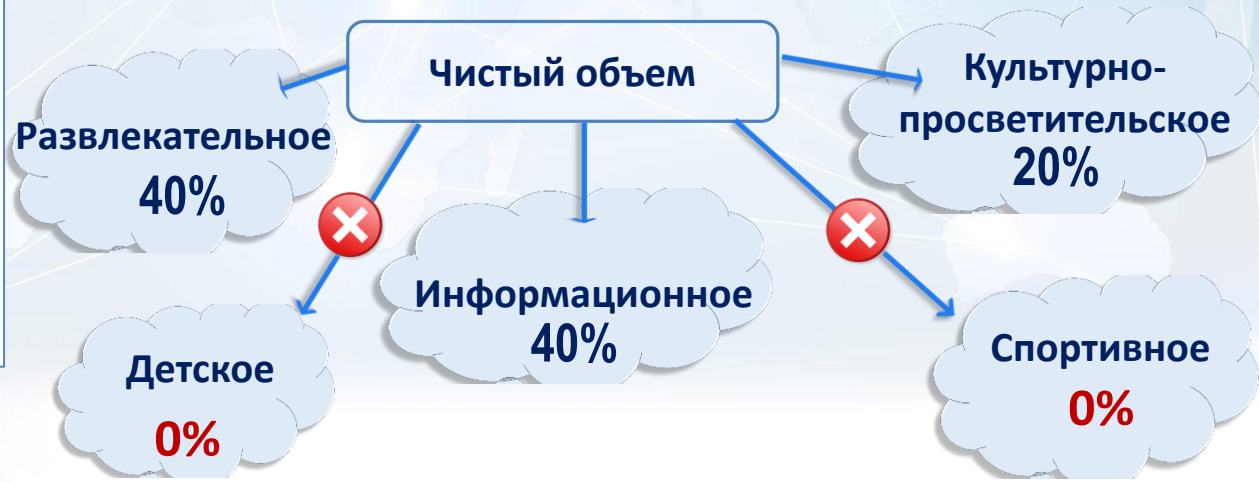 Чистый объем
Развлекательное
40%
Культурно-
просветительское
20%
Информационное
40%
Детское
0%
Спортивное
0%